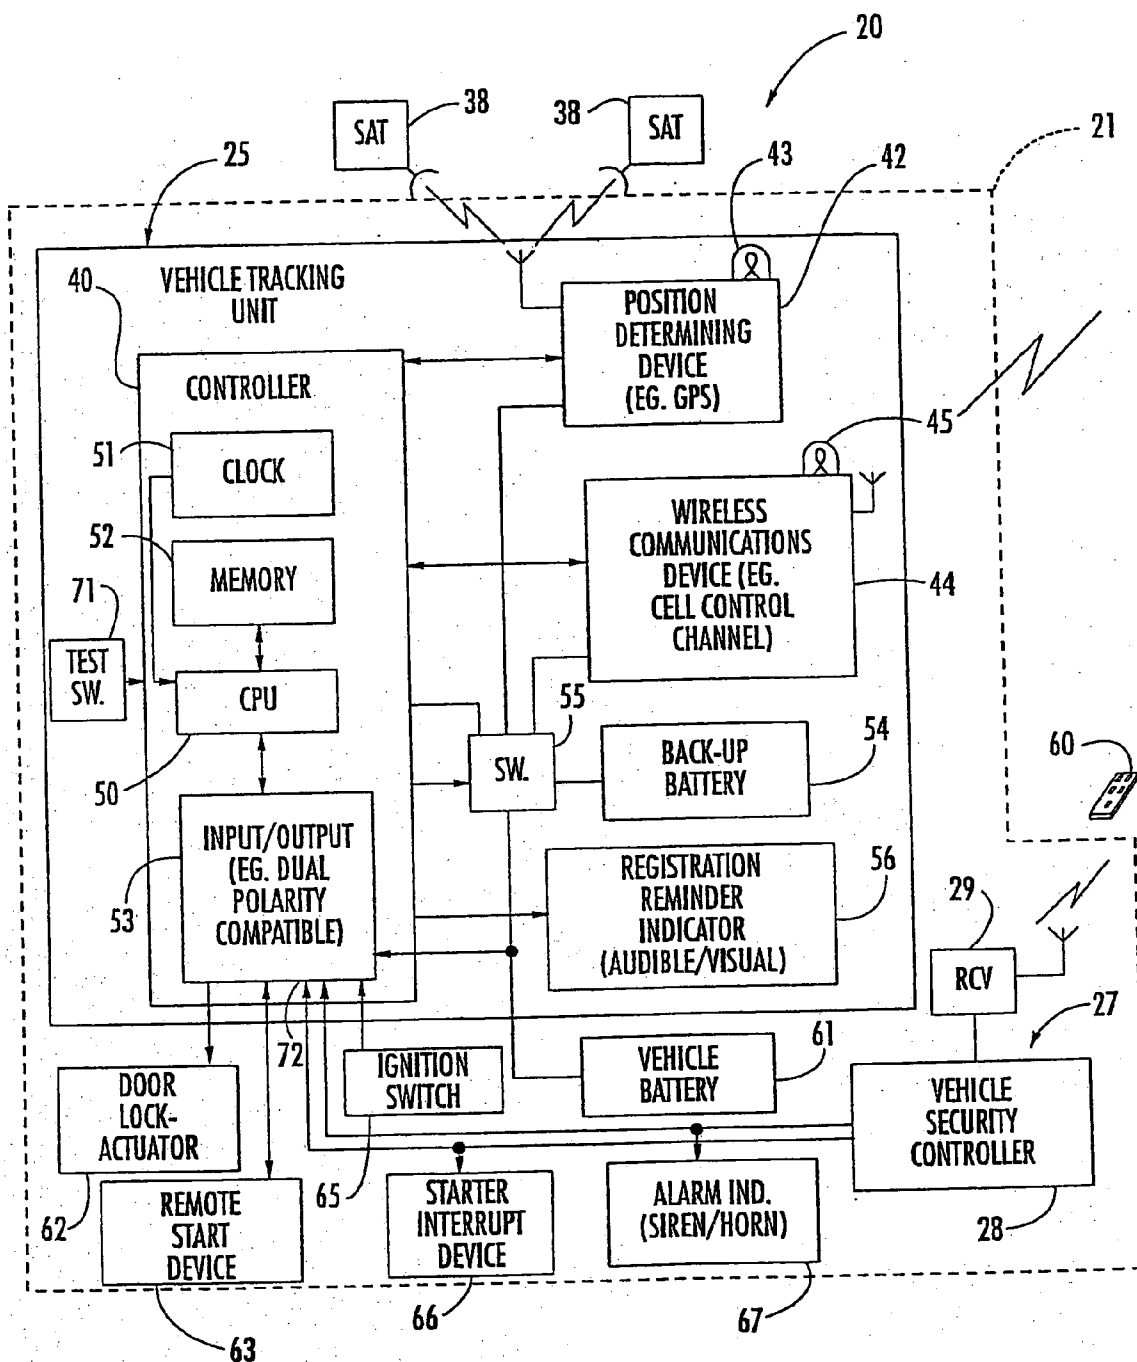 20
SAT
38
38
SAT
21
25
43
42
VEHICLE TRACKING
UNIT
40
POSITION
DETERMINING
DEVICE
(EG. GPS)
CONTROLLER
45
51
CLOCK
WIRELESS
COMMUNICATIONS
DEVICE (EG.
CELL CONTROL
CHANNEL)
44
52
MEMORY
71
TEST
SW.
CPU
50
55
SW.
BACK-UP
BATTERY
54
60
INPUT/OUTPUT
(EG. DUAL
POLARITY
COMPATIBLE)
53
REGISTRATION
REMINDER
INDICATOR
(AUDIBLE/VISUAL)
56
29
RCV
27
72
IGNITION
SWITCH
65
VEHICLE
BATTERY
61
DOOR
LOCK-
ACTUATOR
62
VEHICLE
SECURITY
CONTROLLER
28
REMOTE
START
DEVICE
63
STARTER
INTERRUPT
DEVICE
66
ALARM IND.
(SIREN/HORN)
67